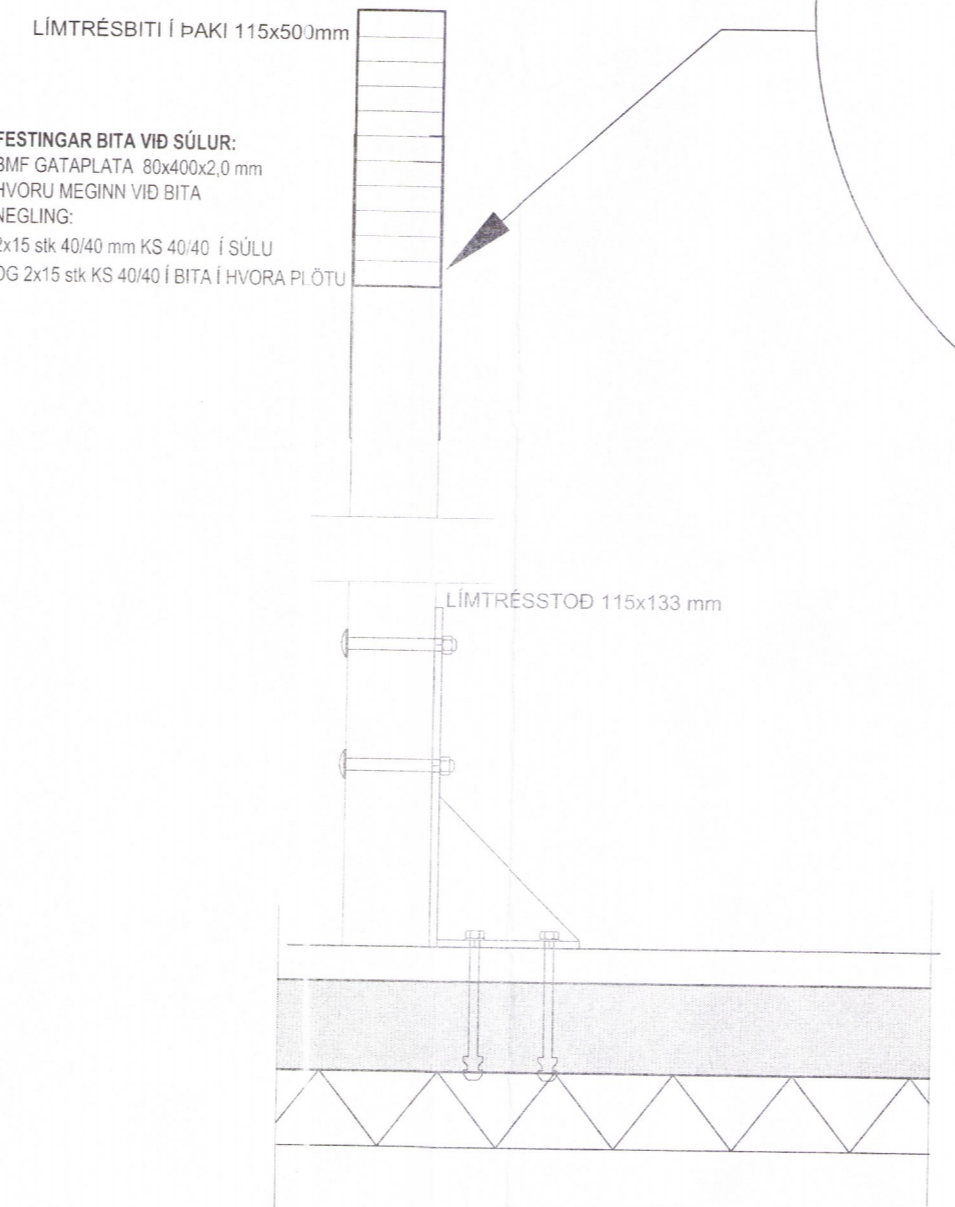 LÍMTRÉSBITI Í ÞAKI 115x500mm
FESTINGAR BITA VIÐ SÚLUR:
BMF GATAPLATA 80x400x2,0 mm
HVORU MEGINN VIÐ BITA
NEGLING:
2x15 stk 40/40 mm KS 40/40 Í SÚLU
OG 2x15 stk KS 40/40 Í BITA Í HVORA PLÖTU
LÍMTRÉSSTOÐ 115x133 mm